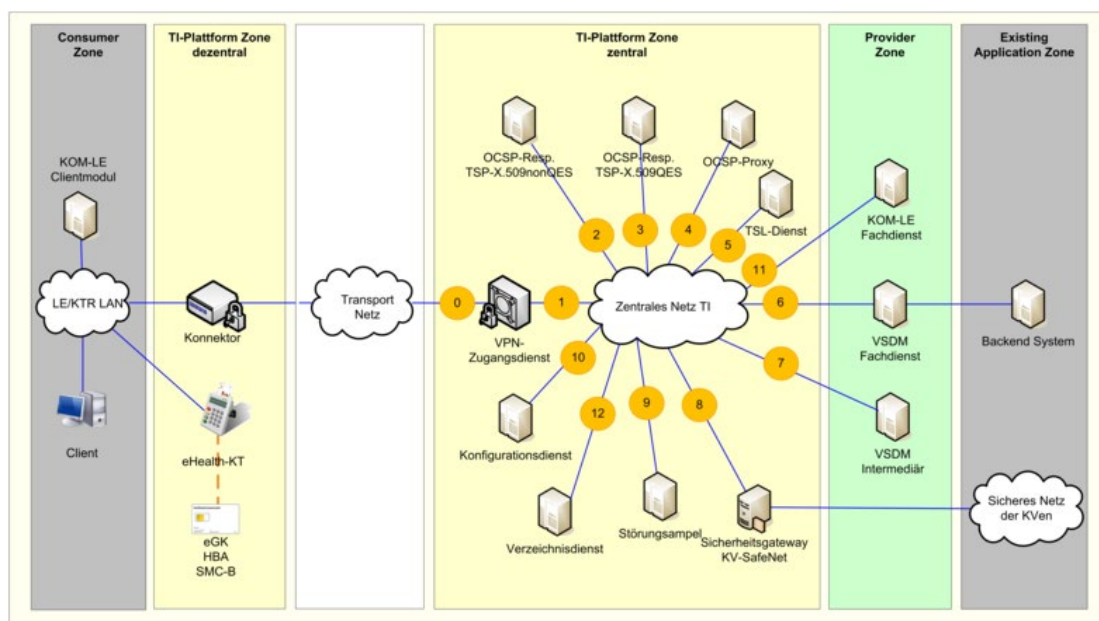 Consumer
Zone
TI-Plattform Zone
dezentral
TI-Plattform Zone
zentral
Provider
Zone
Existing
Application Zone
KOM-LE
Clientmodul
LE/KTR LAN
Client
Konnektor
eHealth-KT
eGK
HBA
SMC-B
Transport
Netz
0
VPN-
Zugangsdienst
1
OCSP-Resp.
TSP-X.509nonQES
OCSP-Resp.
TSP-X.509QES
OCSP-Proxy
TSL-Dienst
2
3
4
5
11
6
7
8
9
12
10
Zentrales Netz TI
Konfigurationsdienst
Verzeichnisdienst
Störungsampel
Sicherheitsgateway
KV-SafeNet
KOM-LE
Fachdienst
VSDM
Fachdienst
VSDM
Intermediär
Backend System
Sicheres Netz
der KVen